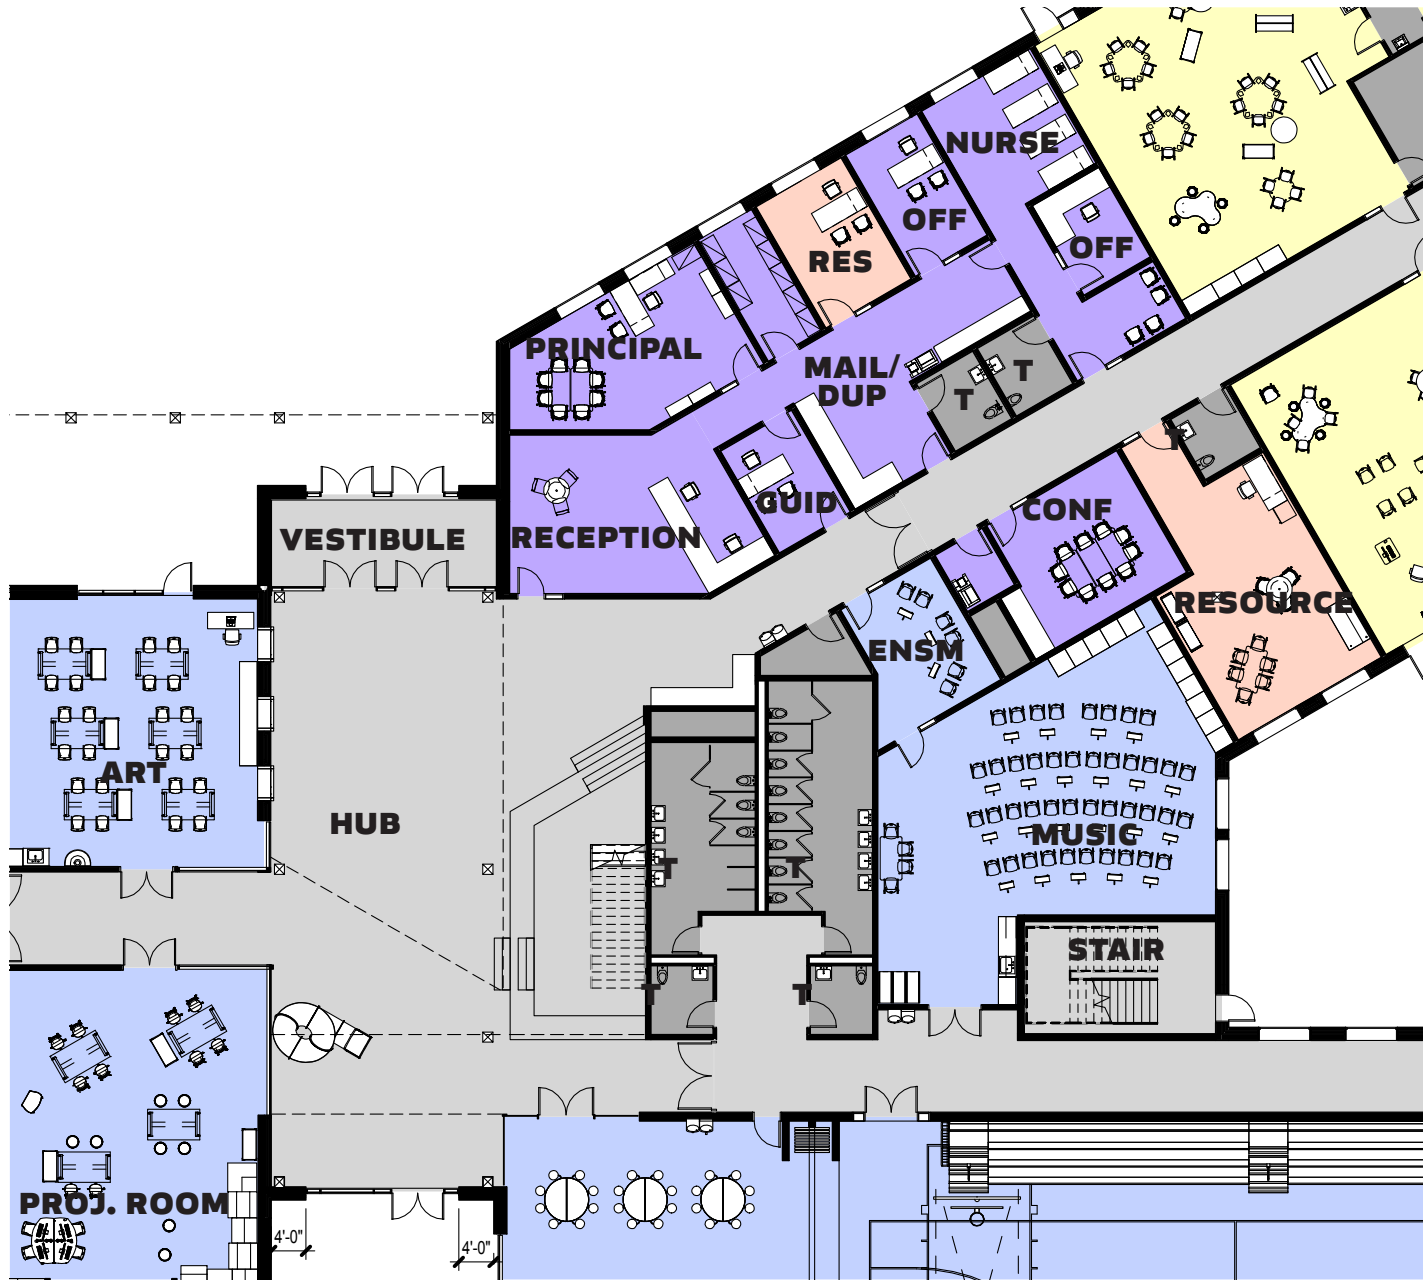 NURSE
OFF
OFF
RES
PRINCIPAL
MAIL/
DUP
T
T
T
GUID
CONF
VESTIBULE
RECEPTION
RESOURCE
ENSM
ART
HUB
MUSIC
T
T
STAIR
T
T
PROJ. ROOM
4'-0"
4'-0"